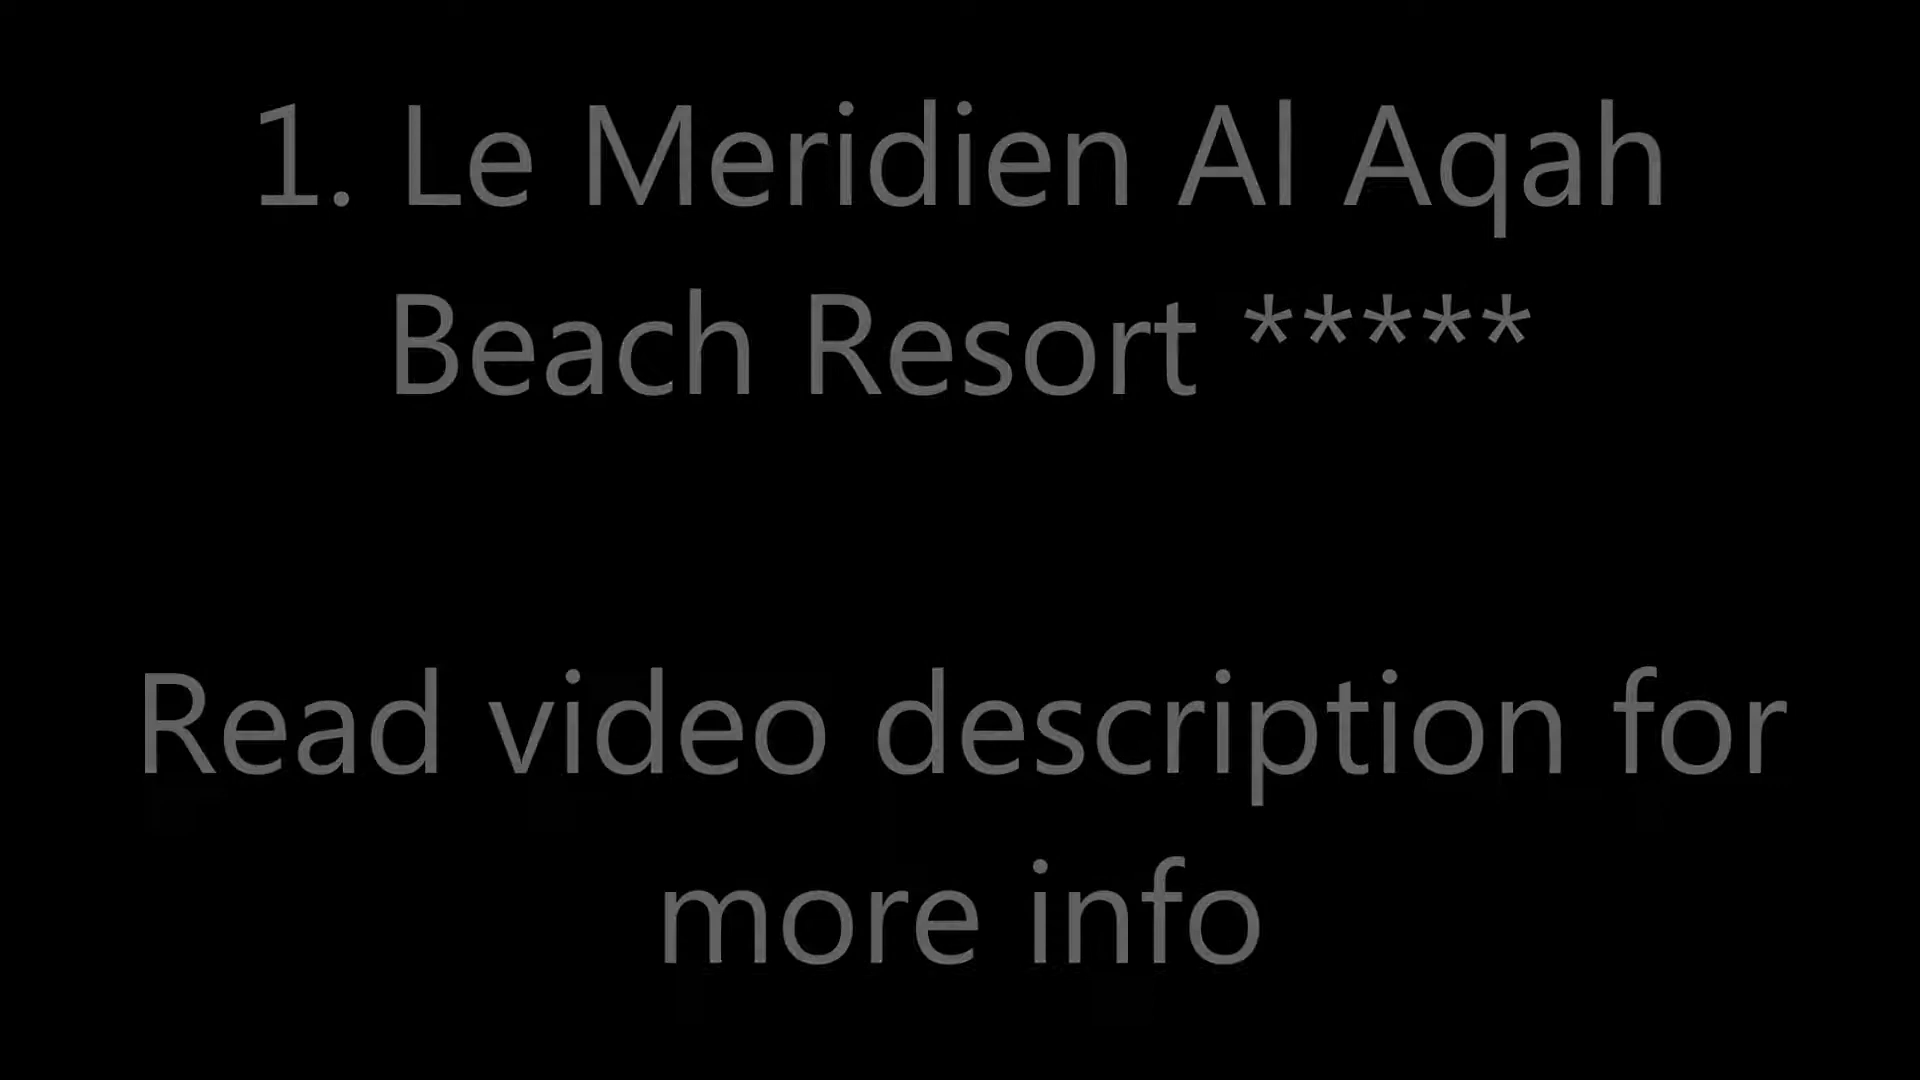 1. Le Meridien Al Aqah
Beach Resort *****
Read video description for
more info